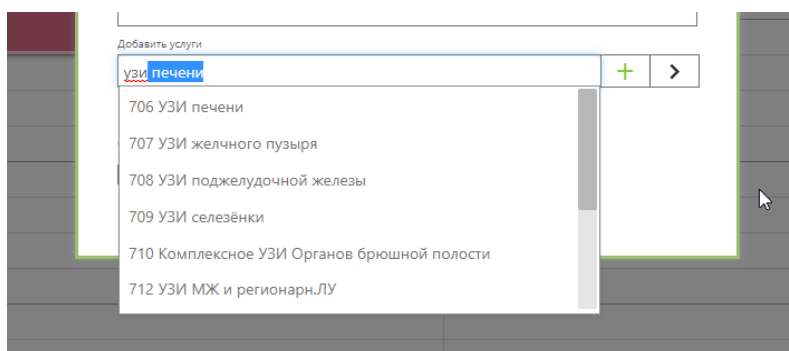 Добавить услуги
узи печени
706 УЗИ печени
707 УЗИ желчного пузыря
708 УЗИ поджелудочной железы
709 УЗИ селезёнки
710 Комплексное УЗИ Органов брюшной полости
712 УЗИ МЖ и регионарн.ЛУ